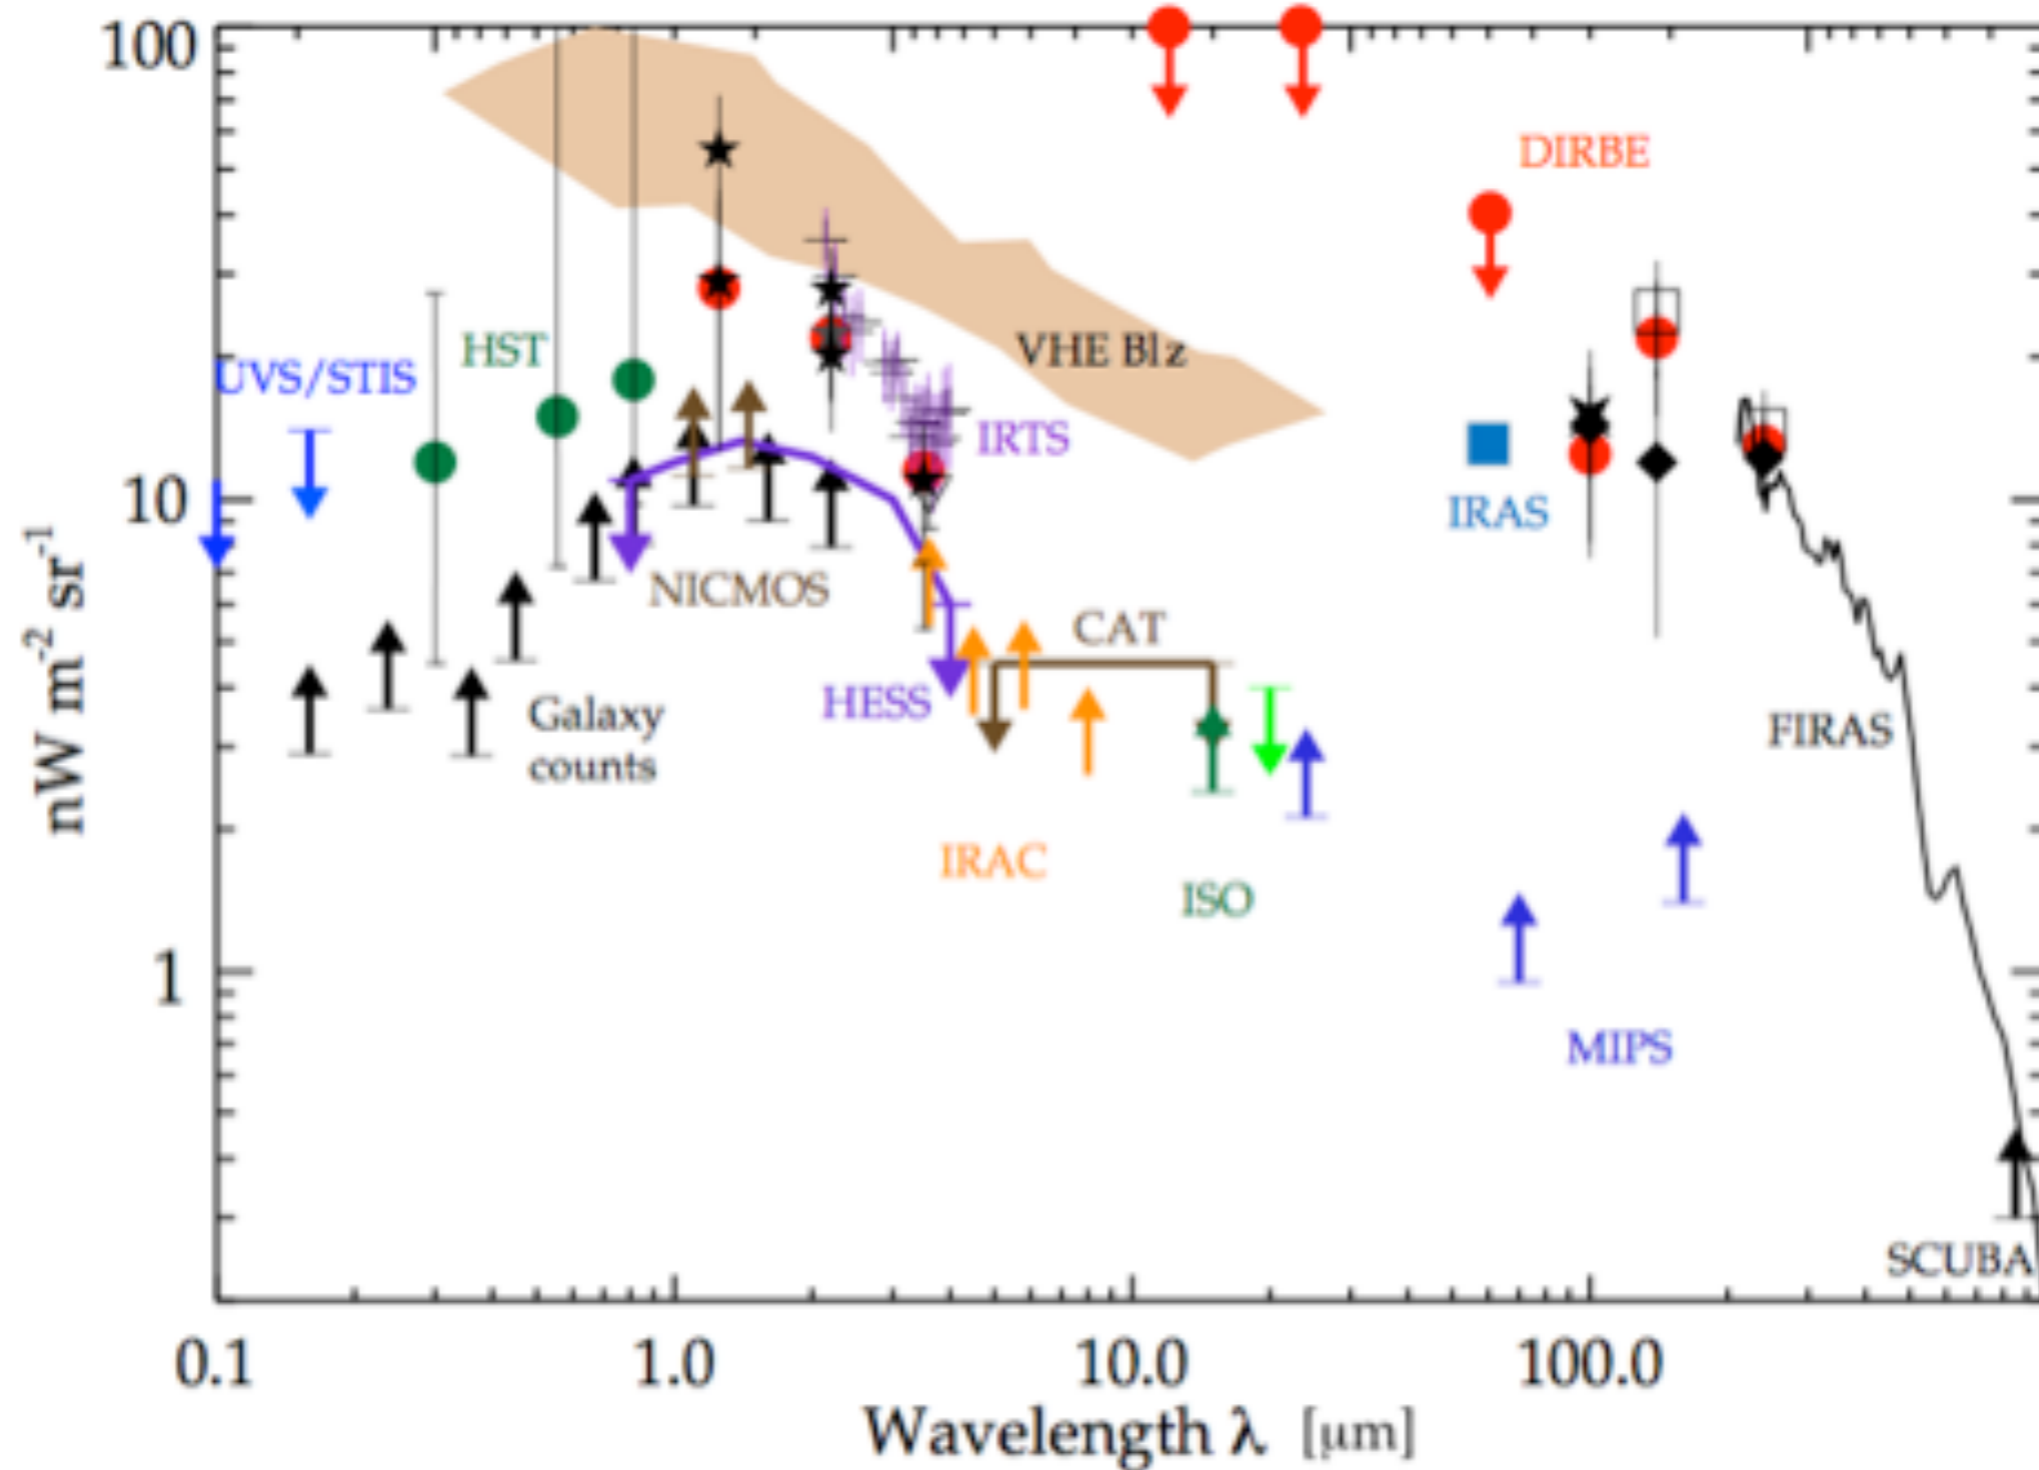 100
DIRBE
HST
UVS/STIS
VHE Blz
IRTS
10
IRAS
NICMOS
CAT
HESS
Galaxy
counts
FIRAS
IRAC
ISO
1
MIPS
SCUBA
nW m-2 sr-1
0.1 1.0 10.0 100.0
Wavelength λ [µm]